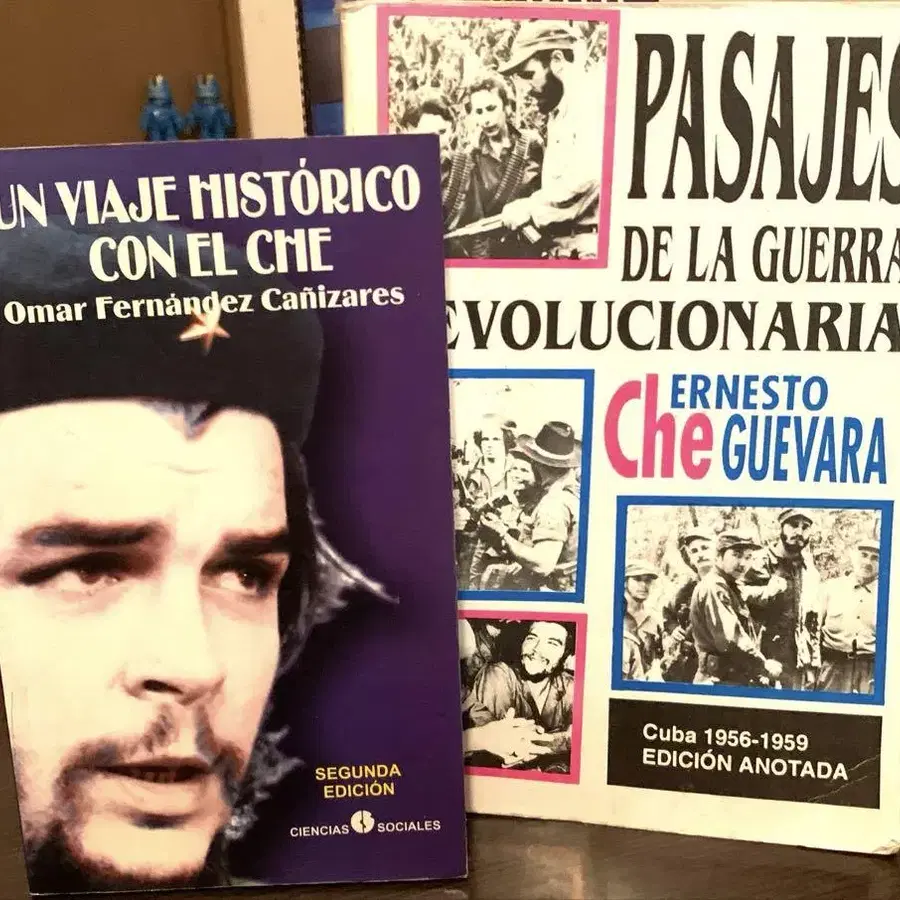 UN VIAJE HISTÓRICO
CON EL CHE
Omar Fernández Cañizares
SEGUNDA
EDICIÓN
CIENCIAS SOCIALES
PASAJES
DE LA GUERRA
EVOLUCIONARIA
Che ERNESTO
GUEVARA
Cuba 1956-1959
EDICIÓN ANOTADA